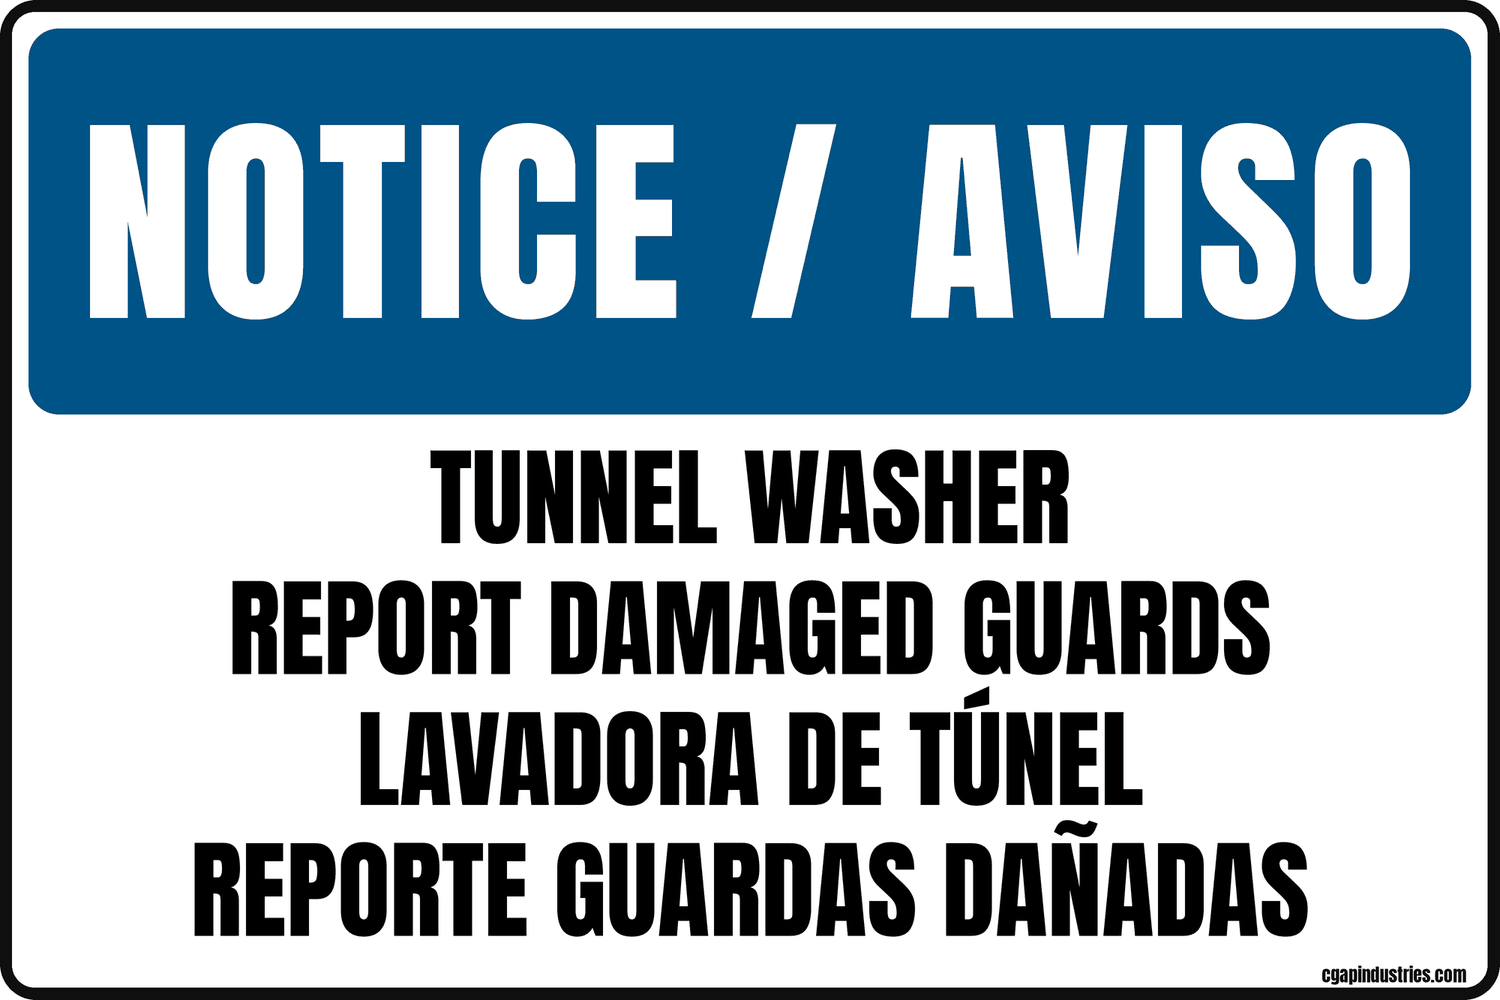 NOTICE / AVISO
TUNNEL WASHER
REPORT DAMAGED GUARDS
LAVADORA DE TÚNEL
REPORTE GUARDAS DAÑADAS
cgapindustries.com